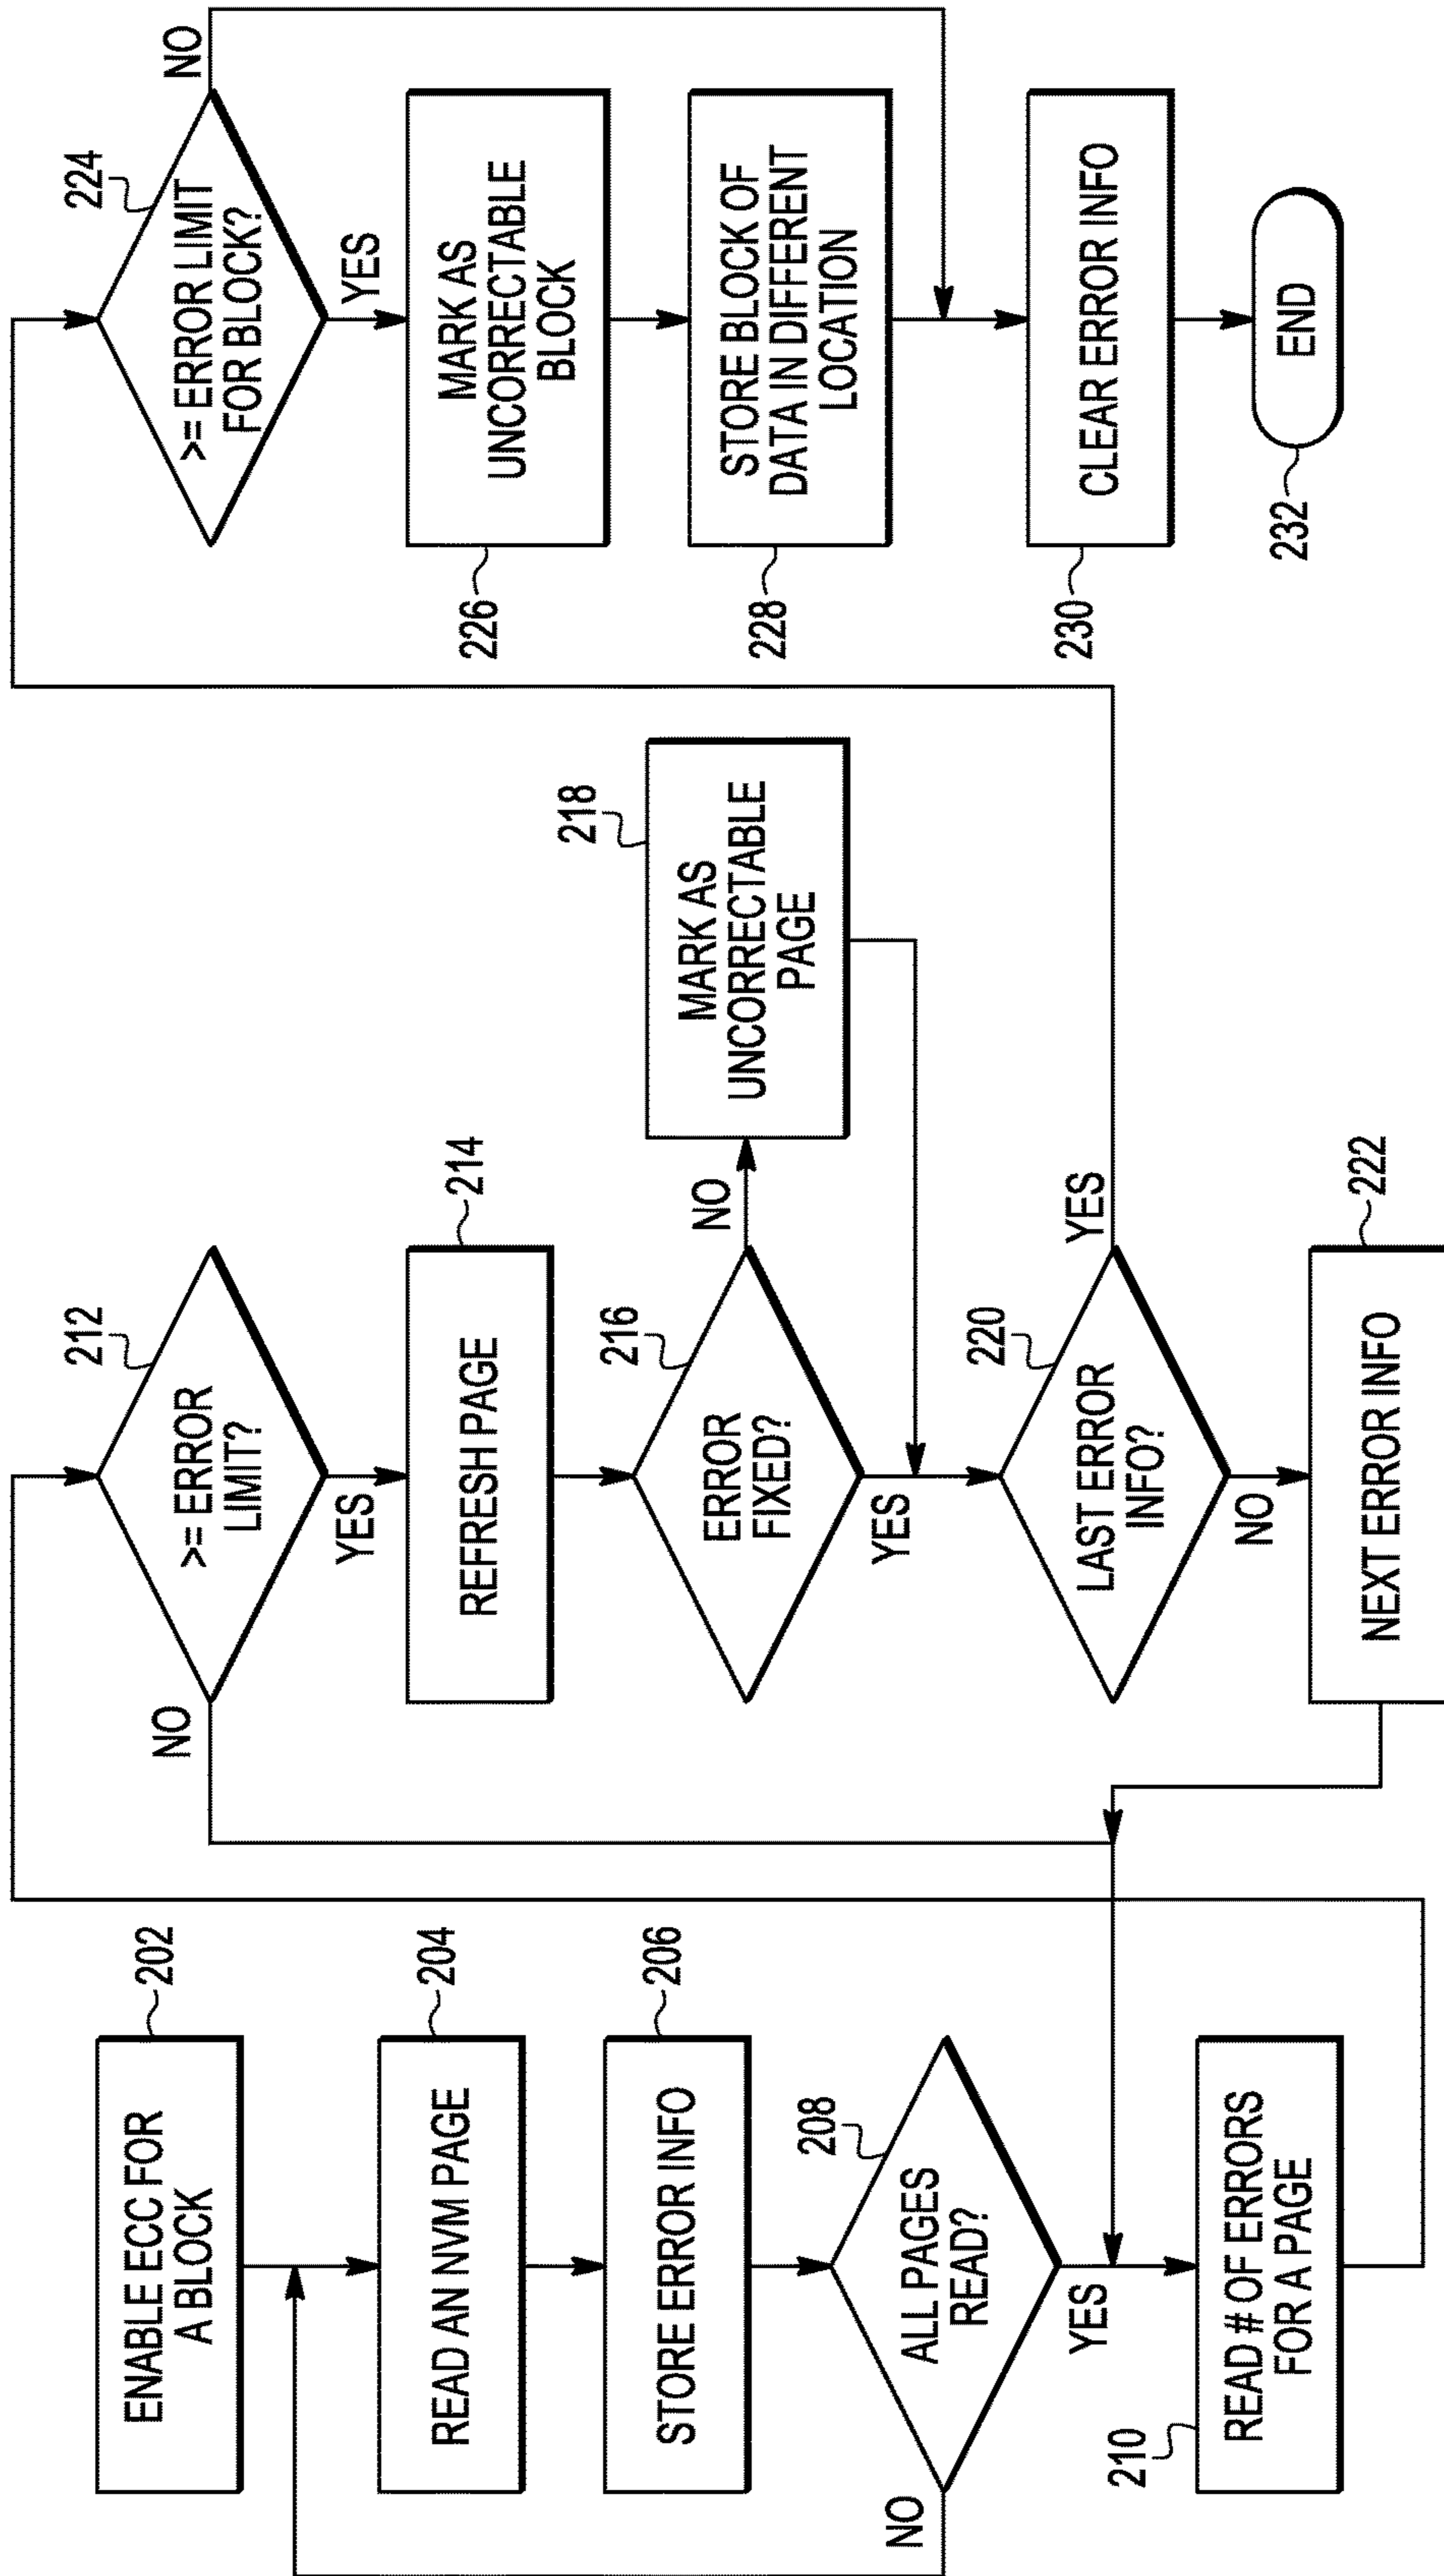 ENABLE ECC FOR
A BLOCK
202
READ AN NVM PAGE
204
STORE ERROR INFO
206
ALL PAGES
READ?
208
NO
YES
READ # OF ERRORS
FOR A PAGE
210
>= ERROR
LIMIT?
212
NO
YES
REFRESH PAGE
214
ERROR
FIXED?
216
NO
YES
MARK AS
UNCORRECTABLE
PAGE
218
LAST ERROR
INFO?
220
YES
NO
NEXT ERROR INFO
222
>= ERROR LIMIT
FOR BLOCK?
224
NO
YES
MARK AS
UNCORRECTABLE
BLOCK
226
STORE BLOCK OF
DATA IN DIFFERENT
LOCATION
228
CLEAR ERROR INFO
230
END
232